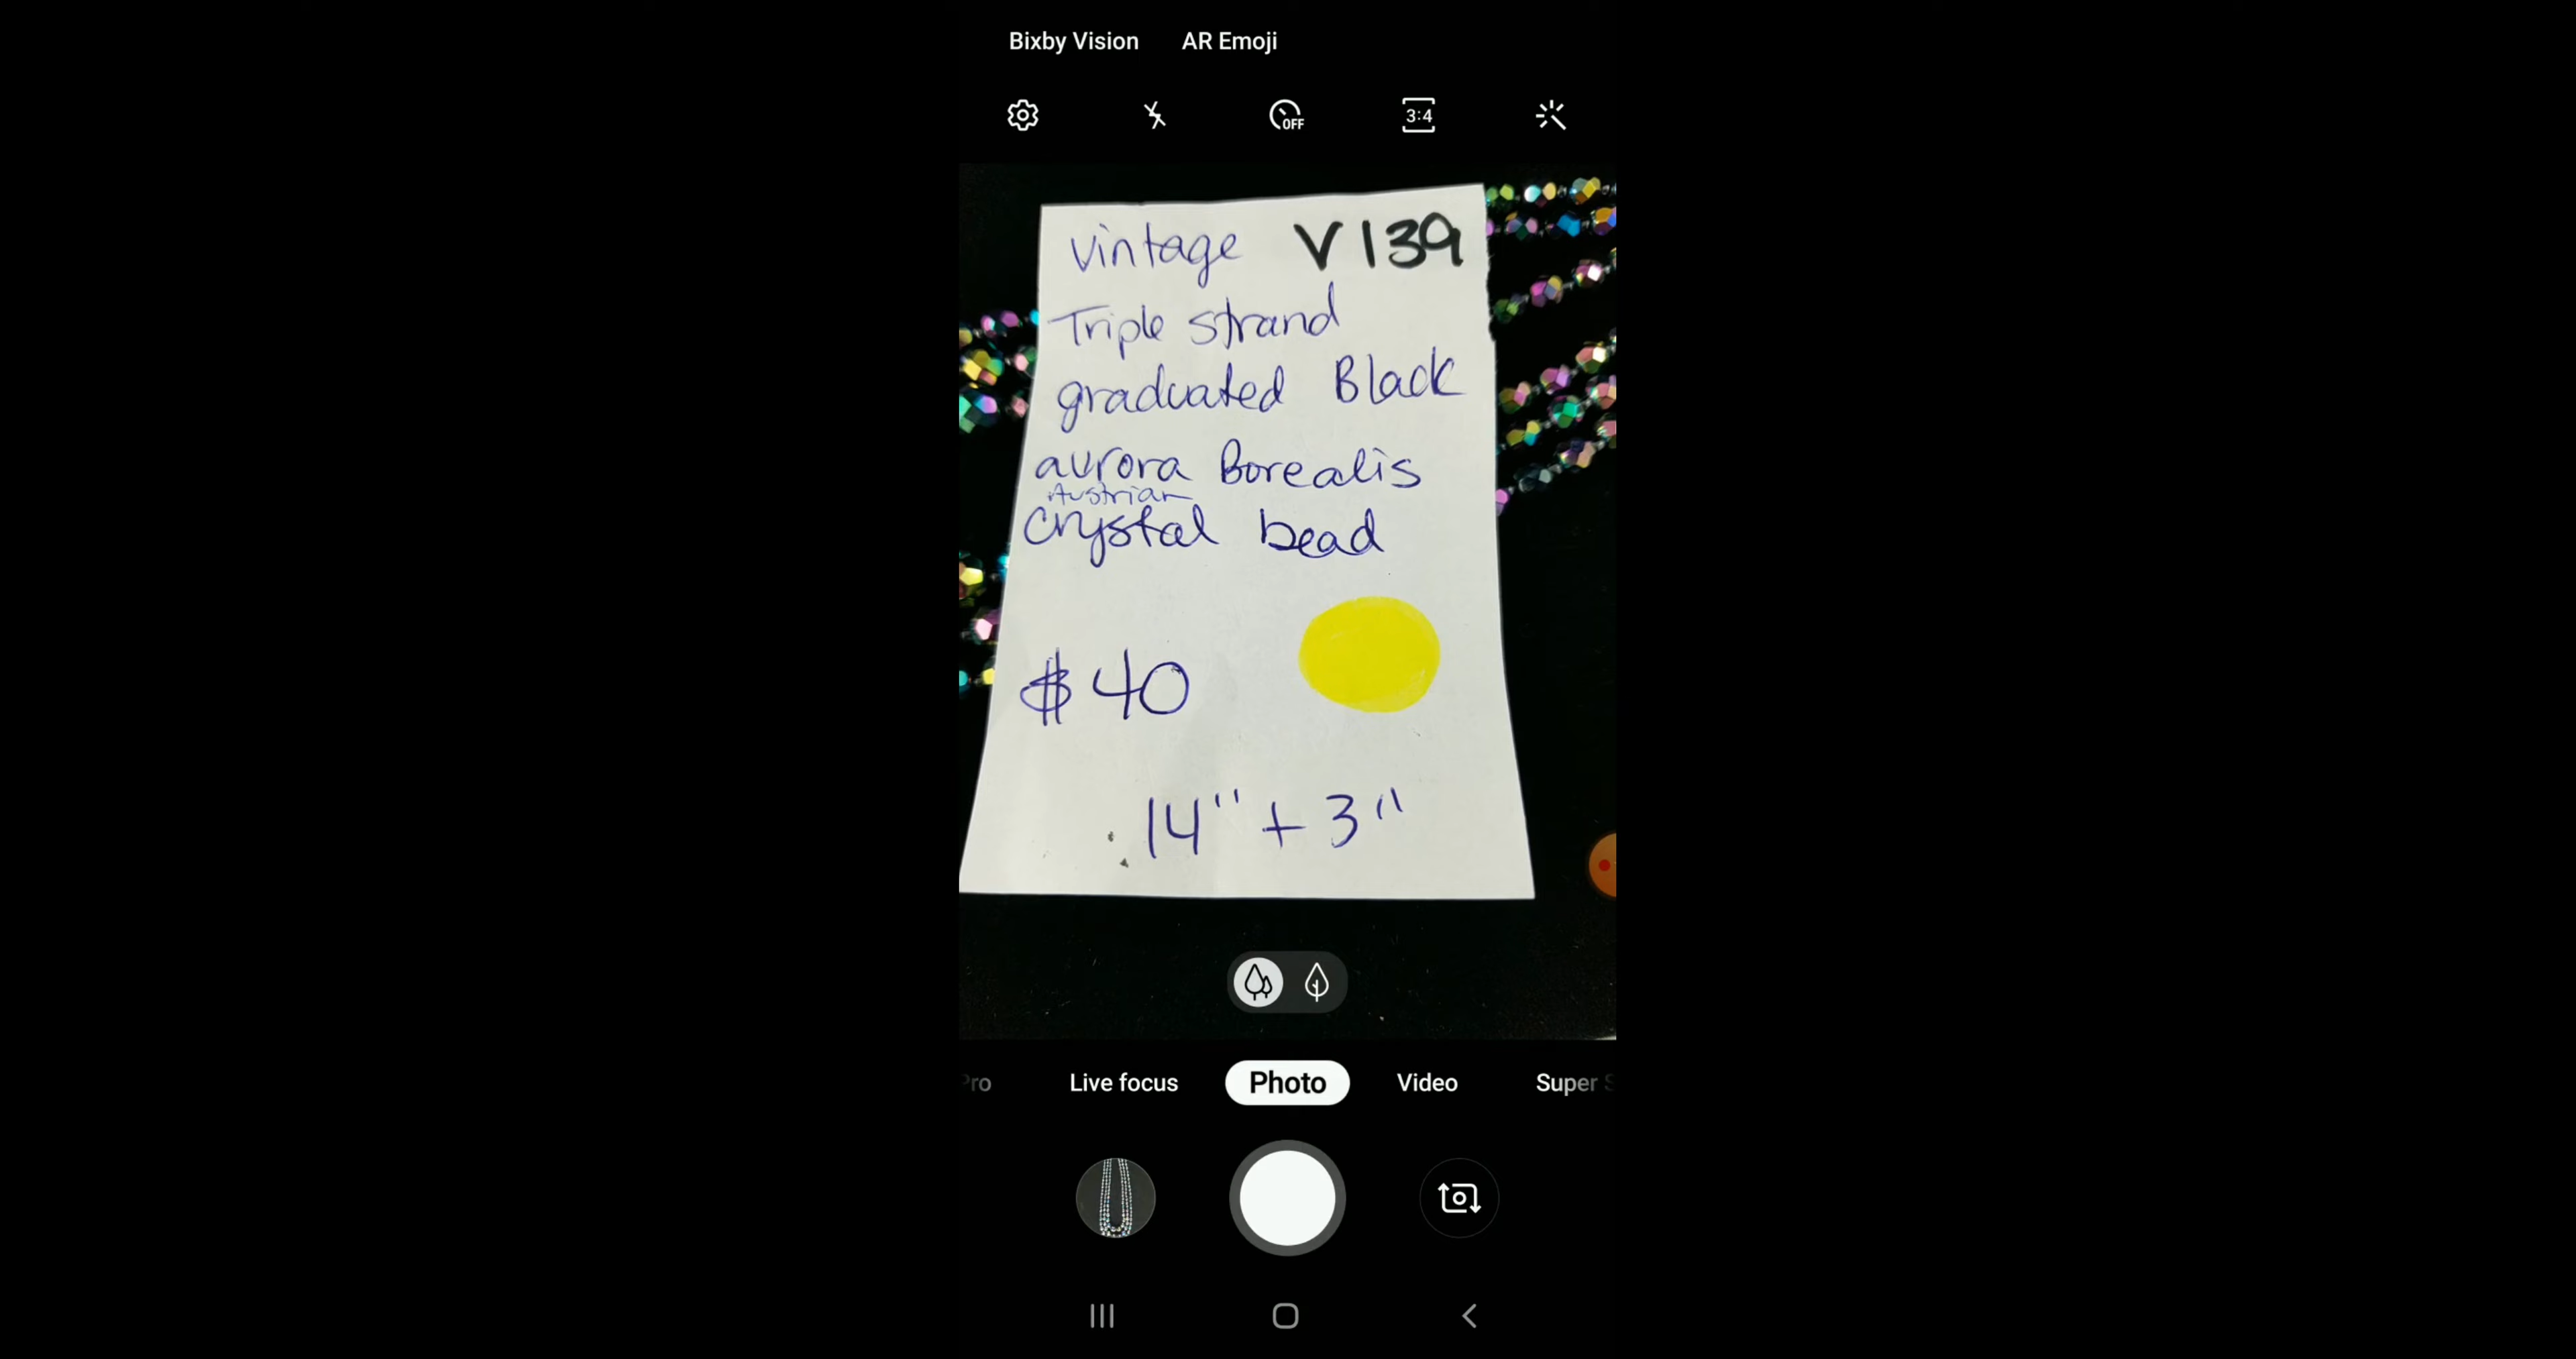 Bixby Vision AR Emoji
OFF 3:4
vintage V139
Triple strand
graduated Black
aurora Borealis
Austrian
crystal bead
$40
14" + 3"
Pro Live focus Photo Video Super S